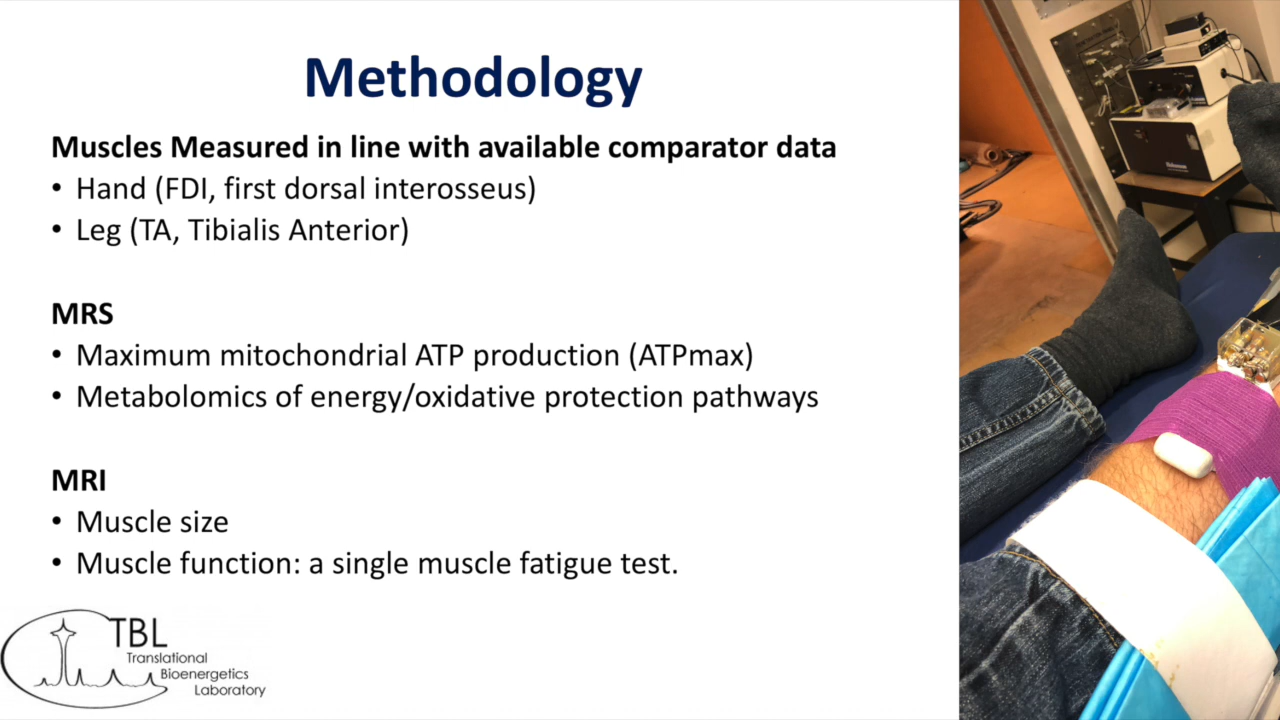 Methodology
Muscles Measured in line with available comparator data
• Hand (FDI, first dorsal interosseus)
• Leg (TA, Tibialis Anterior)
MRS
• Maximum mitochondrial ATP production (ATPmax)
• Metabolomics of energy/oxidative protection pathways
MRI
• Muscle size
• Muscle function: a single muscle fatigue test.
TBL
Translational
Bioenergetics
Laboratory